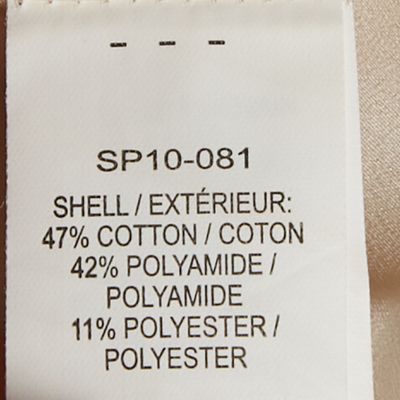 - - -
SP10-081
SHELL / EXTÉRIEUR:
47% COTTON / COTON
42% POLYAMIDE /
POLYAMIDE
11% POLYESTER /
POLYESTER